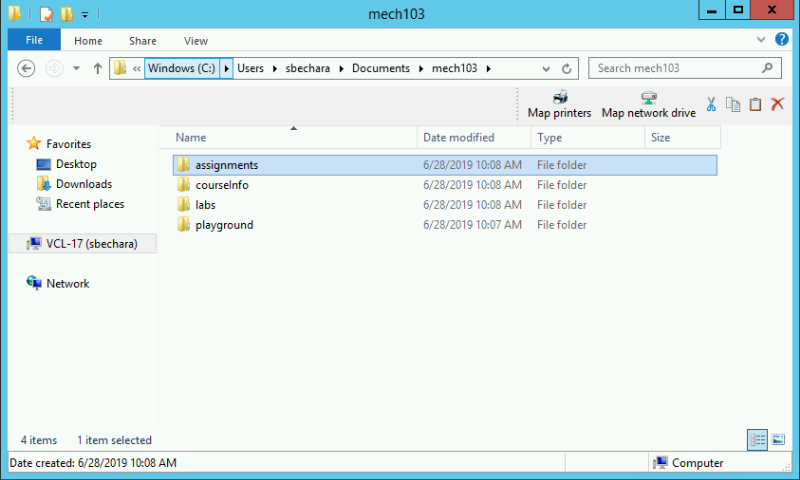 mech103
File Home Share View
« Windows (C:) Users sbechara Documents mech103 Search mech103
Map printers Map network drive
Favorites
Desktop
Downloads
Recent places
VCL-17 (sbechara)
Network
Name Date modified Type Size
assignments 6/28/2019 10:08 AM File folder
courseInfo 6/28/2019 10:08 AM File folder
labs 6/28/2019 10:08 AM File folder
playground 6/28/2019 10:07 AM File folder
4 items 1 item selected
Date created: 6/28/2019 10:08 AM Computer